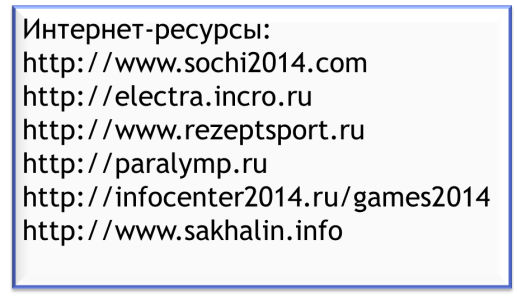 Интернет-ресурсы:
http://www.sochi2014.com
http://electra.incro.ru
http://www.rezeptsport.ru
http://paralymp.ru
http://infocenter2014.ru/games2014
http://www.sakhalin.info